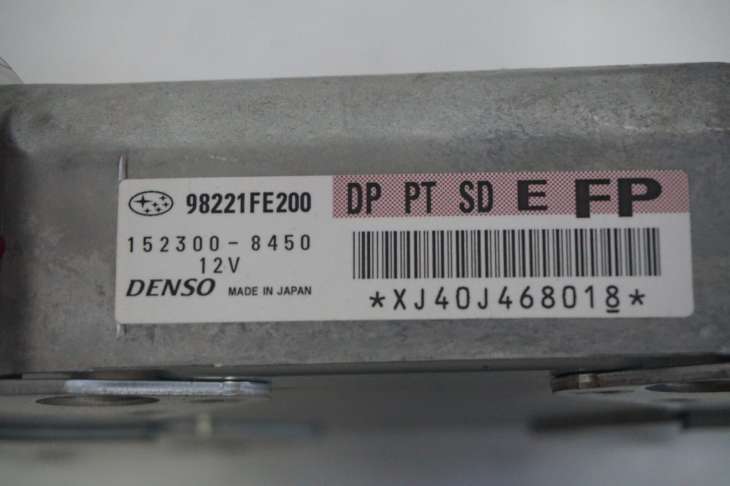 98221FE200 DP PT SD E FP
152300-8450
12V
DENSO MADE IN JAPAN
*XJ40J468018*